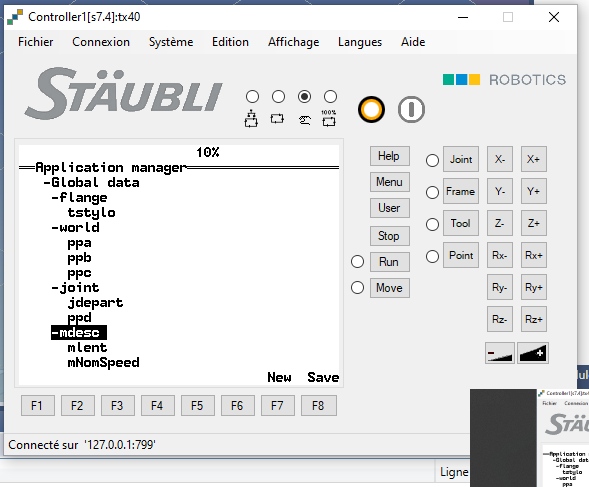 Controller1[s7.4]:tx40
Fichier Connexion Système Edition Affichage Langues Aide
STÄUBLI
ROBOTICS
100%
10%
Application manager
-Global data
-flange
tstylo
-world
ppa
ppb
ppc
-joint
jdepart
ppd
-mdesc
mlent
mNomSpeed
New Save
Help
Menu
User
Stop
Run
Move
Joint X- X+
Frame Y- Y+
Tool Z- Z+
Point Rx- Rx+
Ry- Ry+
Rz- Rz+
- +
F1 F2 F3 F4 F5 F6 F7 F8
Connecté sur '127.0.0.1:799'
Ligne
Controller1[s7.4]:tx4
Fichier Connexion
STÄU
Application m
-Global dat
-flange
tstylo
-world
ppa